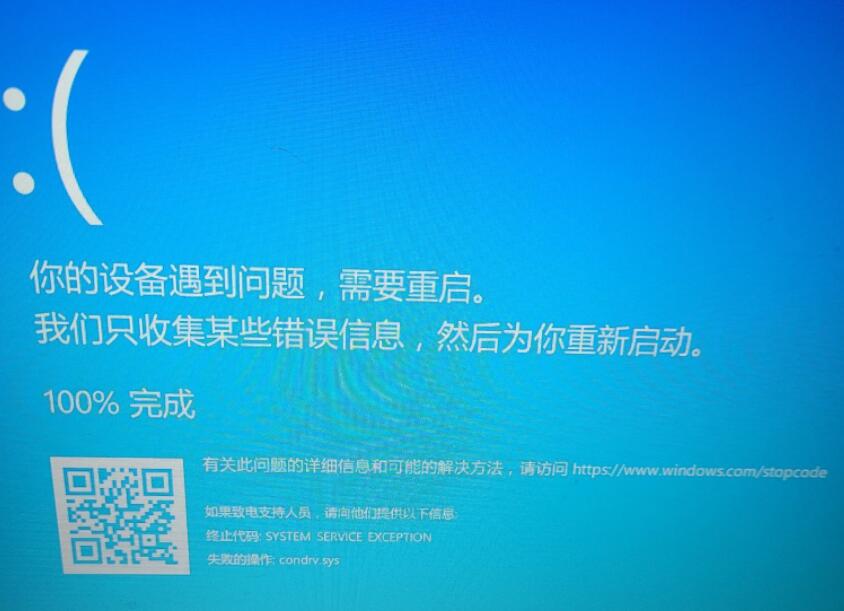 :(
你的设备遇到问题，需要重启。
我们只收集某些错误信息，然后为你重新启动。
100% 完成
有关此问题的详细信息和可能的解决方法，请访问 https://www.windows.com/stopcode
如果致电支持人员，请向他们提供以下信息:
终止代码: SYSTEM SERVICE EXCEPTION
失败的操作: condrv.sys